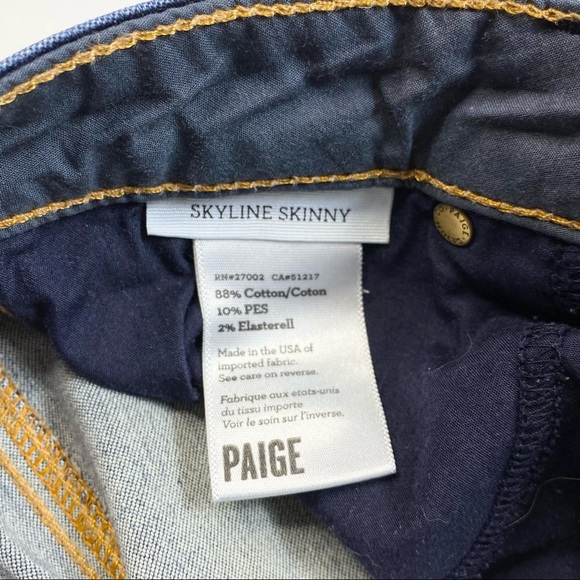 SKYLINE SKINNY
RN#27002 CA#51217
88% Cotton/Coton
10% PES
2% Elasterell
Made in the USA of
imported fabric.
See care on reverse.
Fabrique aux etats-unis
du tissu importe
Voir le soin sur l'inverse.
PAIGE
PAIGE